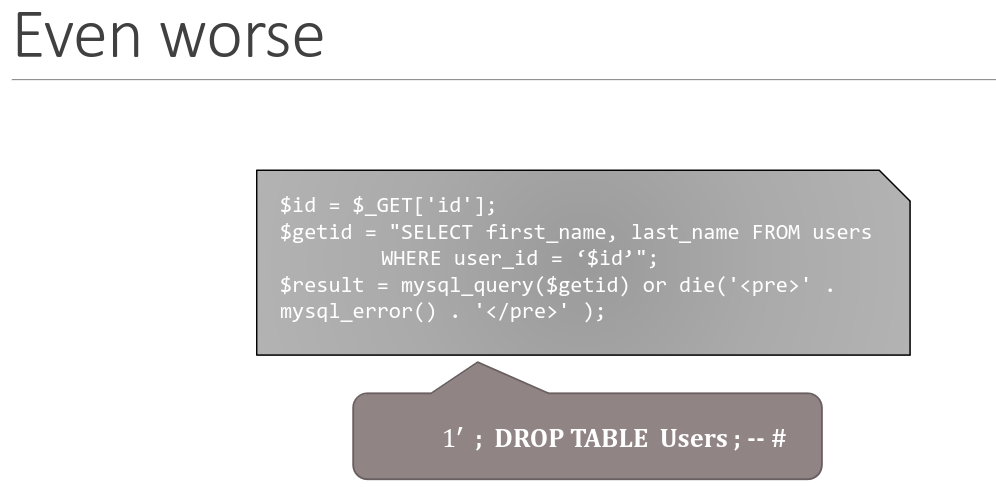 Even worse
$id = $_GET['id'];
$getid = "SELECT first_name, last_name FROM users
WHERE user_id = ‘$id’";
$result = mysql_query($getid) or die('<pre>' .
mysql_error() . '</pre>' );
1′ ; DROP TABLE Users ; -- #